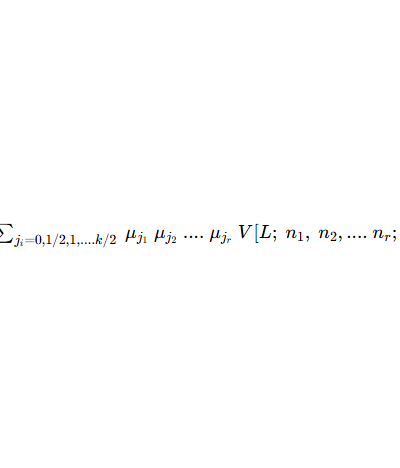 ∑_{j_i=0,1/2,1,....k/2} μ_{j_1} μ_{j_2} .... μ_{j_r} V[L; n_1, n_2, .... n_r;